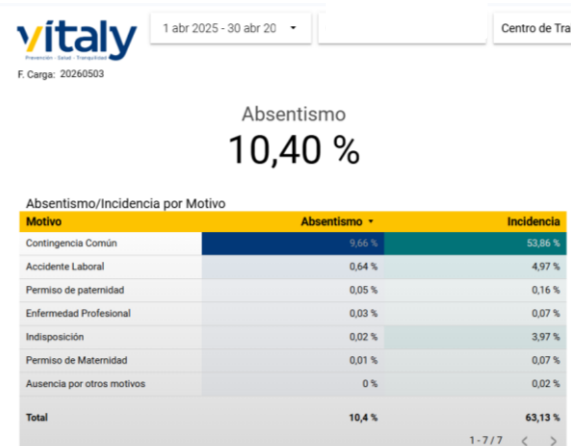 vítaly
Prevención - Salud - Tranquilidad
1 abr 2025 - 30 abr 20
Centro de Tra
F. Carga: 20260503
Absentismo
10,40 %
Absentismo/Incidencia por Motivo
Motivo Absentismo Incidencia
Contingencia Común 9,66 % 53,86 %
Accidente Laboral 0,64 % 4,97 %
Permiso de paternidad 0,05 % 0,16 %
Enfermedad Profesional 0,03 % 0,07 %
Indisposición 0,02 % 3,97 %
Permiso de Maternidad 0,01 % 0,07 %
Ausencia por otros motivos 0 % 0,02 %
Total 10,4 % 63,13 %
1 - 7 / 7